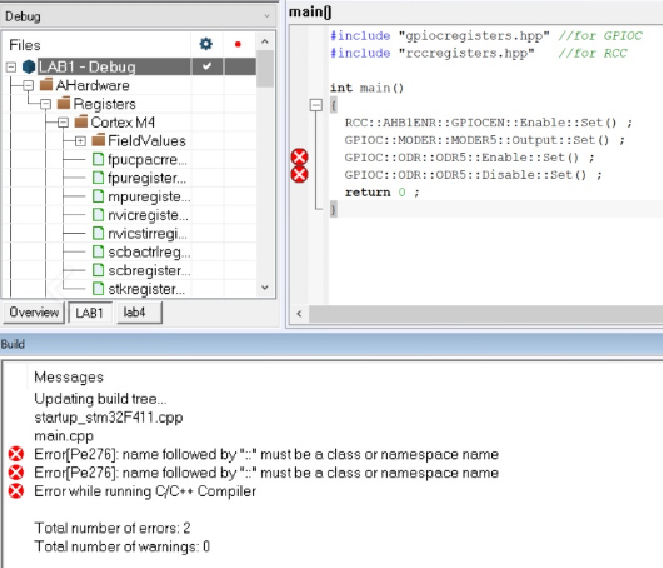 Debug
Files
LAB1 - Debug
AHardware
Registers
Cortex M4
FieldValues
fpucpacrre...
fpuregister...
mpuregiste...
nvicregiste...
nvicstirregi...
scbactrlreg...
scbregister...
stkregister...
Overview LAB1 lab4
main()
#include "gpiocregisters.hpp" //for GPIOC
#include "rccregisters.hpp" //for RCC
int main()
{
RCC::AHB1ENR::GPIOCEN::Enable::Set() ;
GPIOC::MODER::MODER5::Output::Set() ;
GPIOC::ODR::ODR5::Enable::Set() ;
GPIOC::ODR::ODR5::Disable::Set() ;
return 0 ;
}
Build
Messages
Updating build tree...
startup_stm32F411.cpp
main.cpp
Error[Pe276]: name followed by "::" must be a class or namespace name
Error[Pe276]: name followed by "::" must be a class or namespace name
Error while running C/C++ Compiler
Total number of errors: 2
Total number of warnings: 0